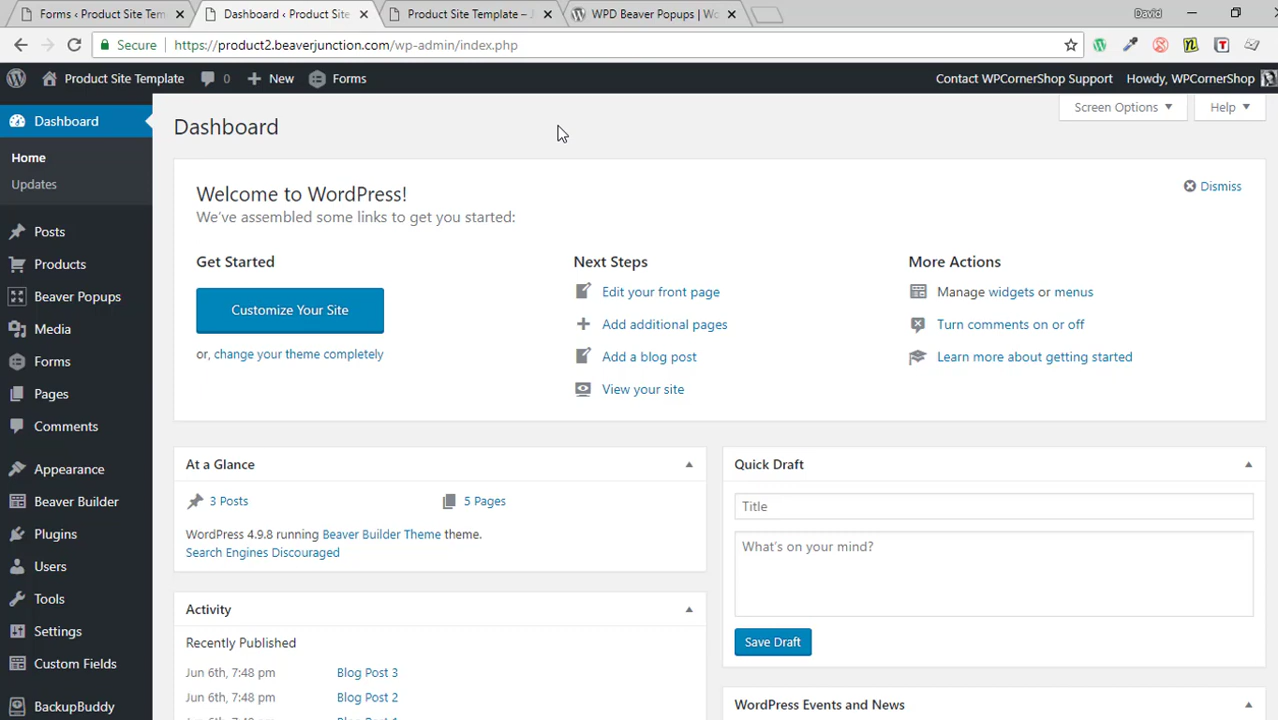 Forms ‹ Product Site Temp
Dashboard ‹ Product Site
Product Site Template – J
WPD Beaver Popups | Wo
David
Secure
https://product2.beaverjunction.com/wp-admin/index.php
Product Site Template
0
New
Forms
Contact WPCornerShop Support
Howdy, WPCornerShop
Dashboard
Home
Updates
Posts
Products
Beaver Popups
Media
Forms
Pages
Comments
Appearance
Beaver Builder
Plugins
Users
Tools
Settings
Custom Fields
BackupBuddy
Screen Options
Help
Dashboard
Welcome to WordPress!
Dismiss
We've assembled some links to get you started:
Get Started
Customize Your Site
or, change your theme completely
Next Steps
Edit your front page
Add additional pages
Add a blog post
View your site
More Actions
Manage widgets or menus
Turn comments on or off
Learn more about getting started
At a Glance
3 Posts
5 Pages
WordPress 4.9.8 running Beaver Builder Theme theme.
Search Engines Discouraged
Activity
Recently Published
Jun 6th, 7:48 pm Blog Post 3
Jun 6th, 7:48 pm Blog Post 2
Quick Draft
Title
What's on your mind?
Save Draft
WordPress Events and News